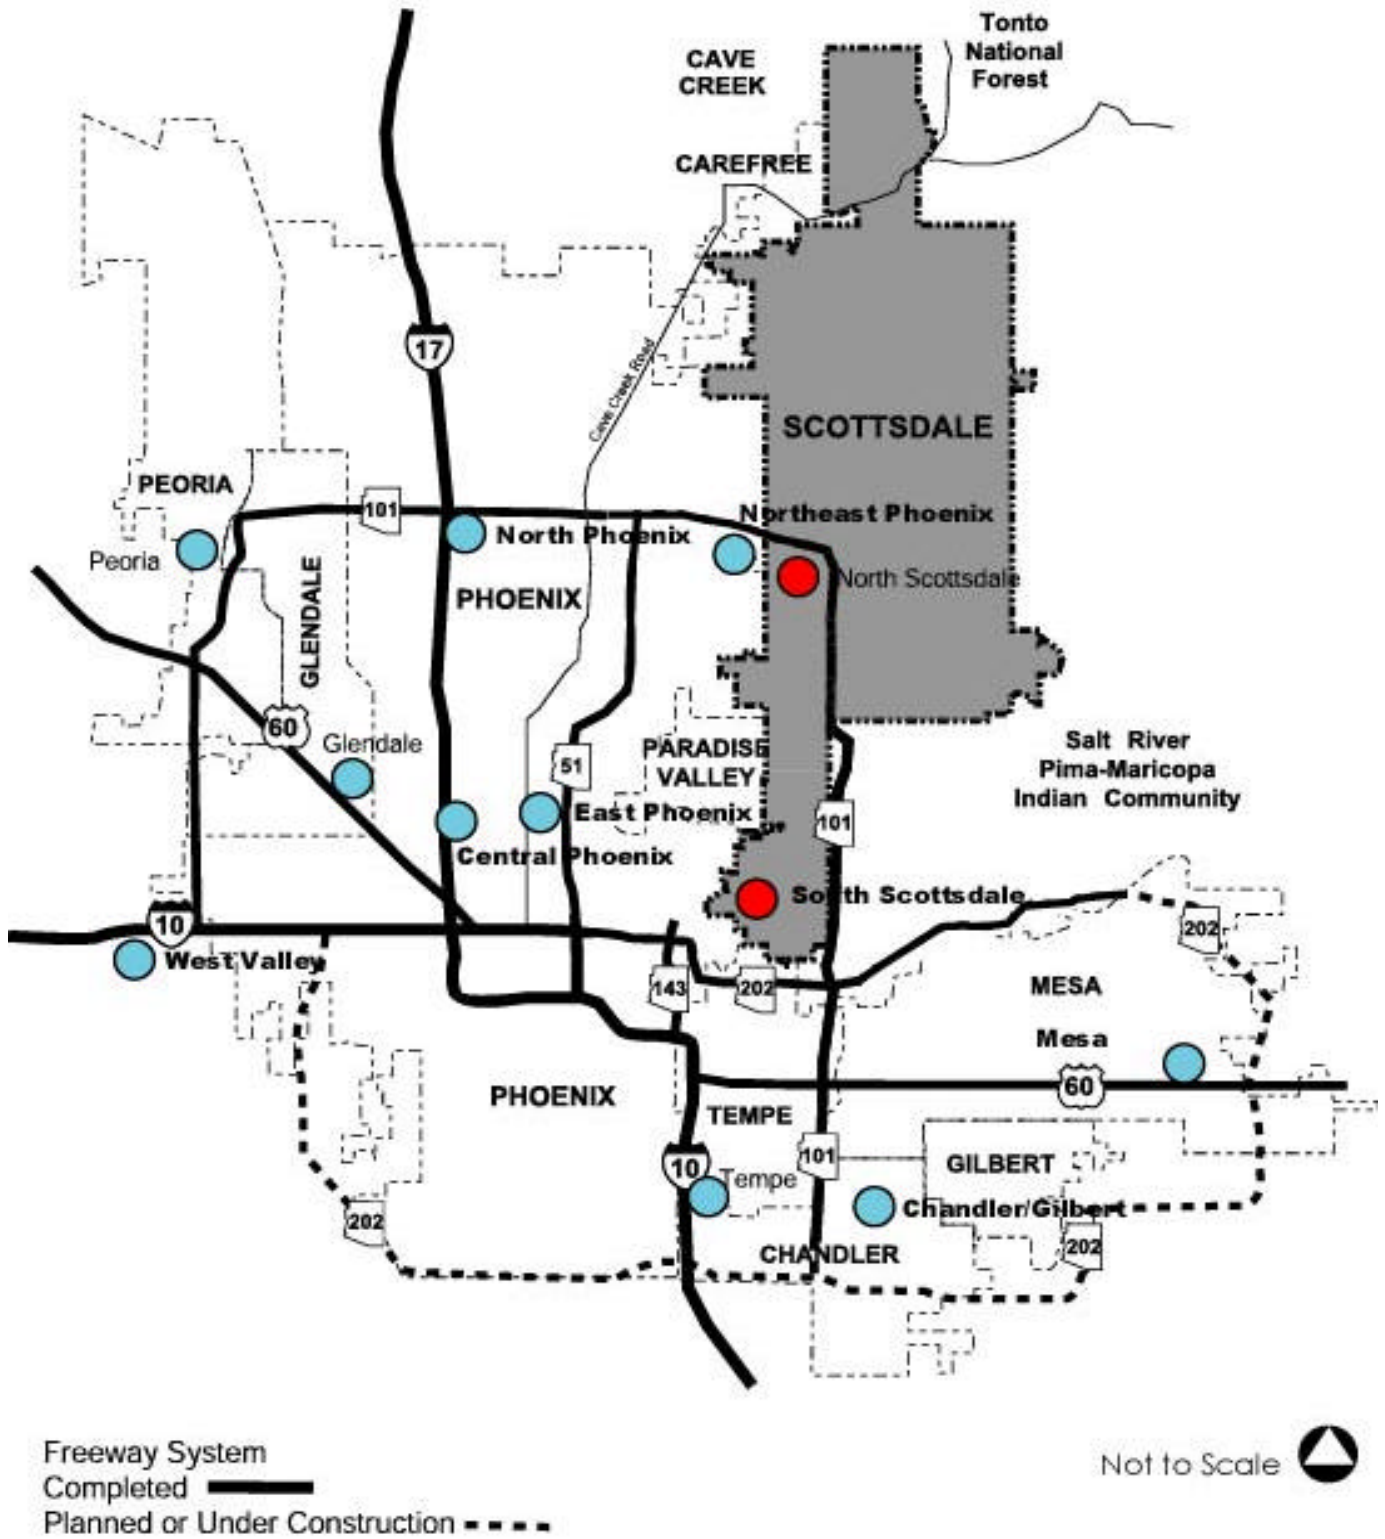 Tonto
National
Forest
CAVE
CREEK
CAREFREE
17
Cave Creek Road
SCOTTSDALE
PEORIA
101
Northeast Phoenix
North Phoenix
Peoria
North Scottsdale
GLENDALE
PHOENIX
60
Glendale
51
PARADISE
VALLEY
Salt River
Pima-Maricopa
Indian Community
East Phoenix
101
Central Phoenix
South Scottsdale
10
202
West Valley
143
202
MESA
Mesa
60
PHOENIX
TEMPE
101
GILBERT
10
Tempe
Chandler/Gilbert
202
202
CHANDLER
Freeway System
Completed
Planned or Under Construction
Not to Scale